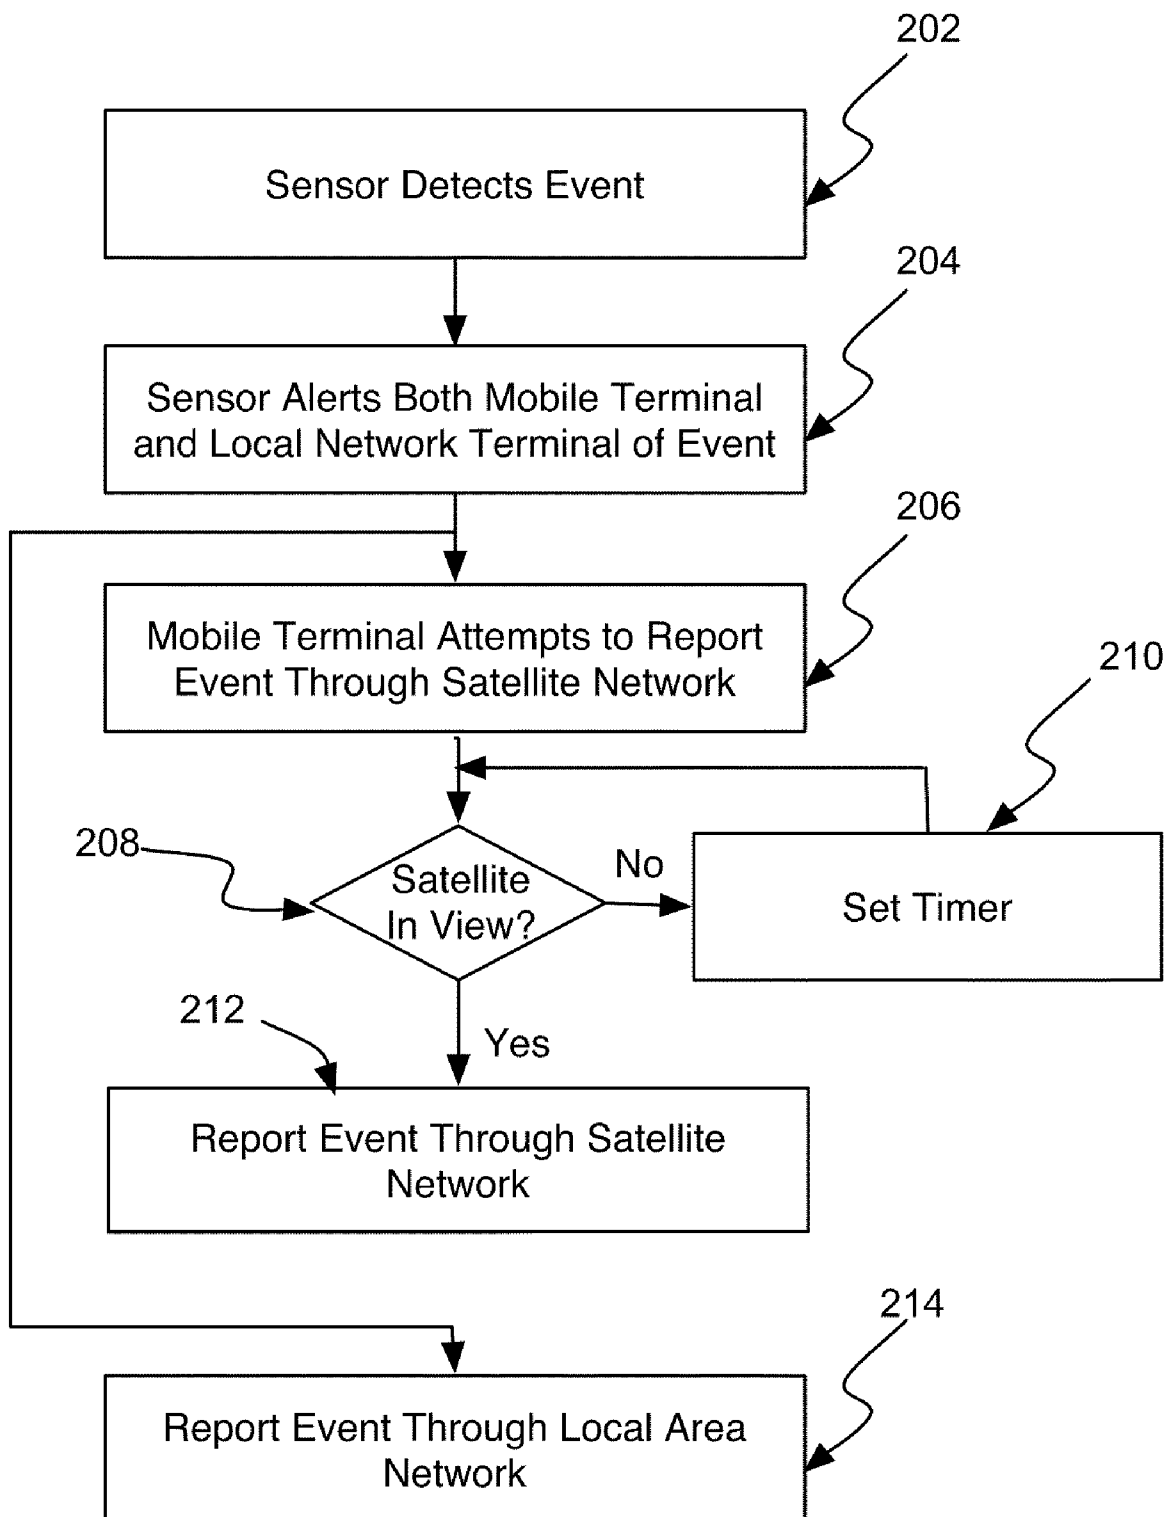 202
Sensor Detects Event
204
Sensor Alerts Both Mobile Terminal
and Local Network Terminal of Event
206
Mobile Terminal Attempts to Report
Event Through Satellite Network
210
208
Satellite
In View?
No
Set Timer
212
Yes
Report Event Through Satellite
Network
214
Report Event Through Local Area
Network